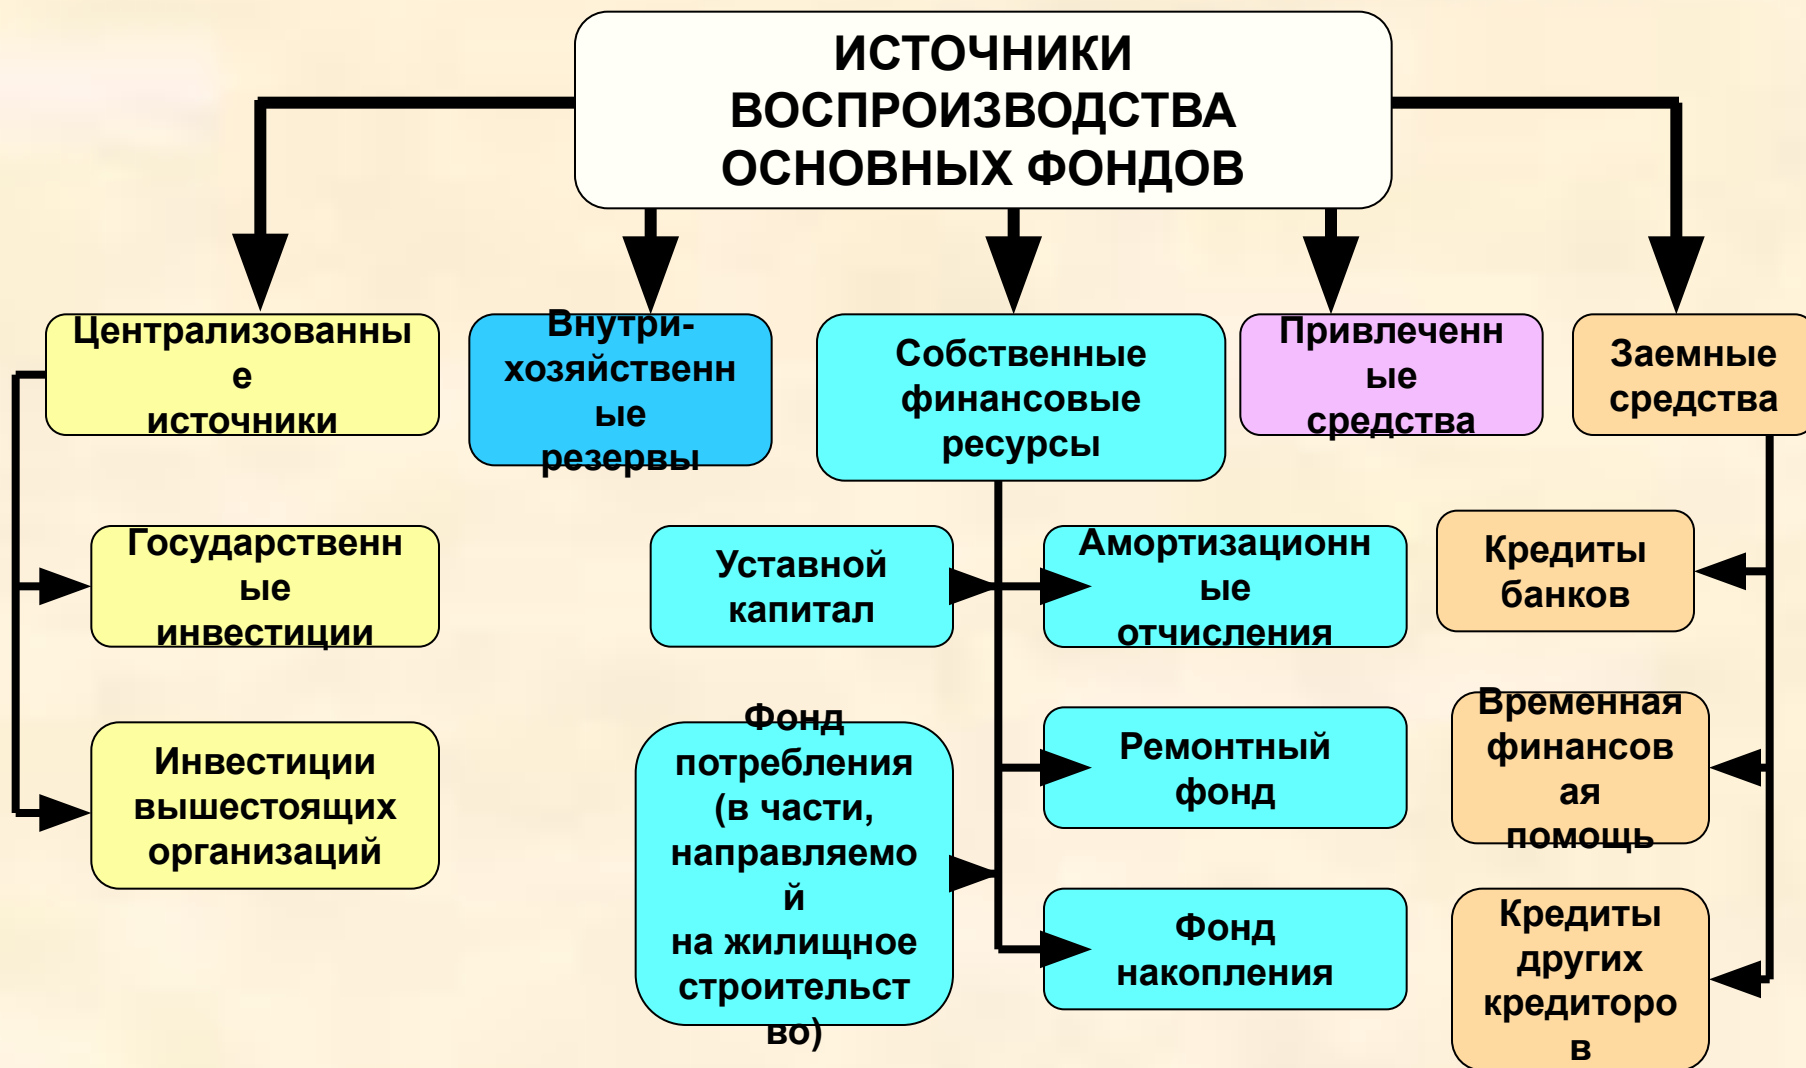 ИСТОЧНИКИ
ВОСПРОИЗВОДСТВА
ОСНОВНЫХ ФОНДОВ
Централизованны
е
источники
Внутри-
хозяйственн
ые
резервы
Собственные
финансовые
ресурсы
Привлеченн
ые
средства
Заемные
средства
Государственн
ые
инвестиции
Инвестиции
вышестоящих
организаций
Уставной
капитал
Фонд
потребления
(в части,
направляемо
й
на жилищное
строительст
во)
Амортизационн
ые
отчисления
Ремонтный
фонд
Фонд
накопления
Кредиты
банков
Временная
финансов
ая
помощь
Кредиты
других
кредиторо
в